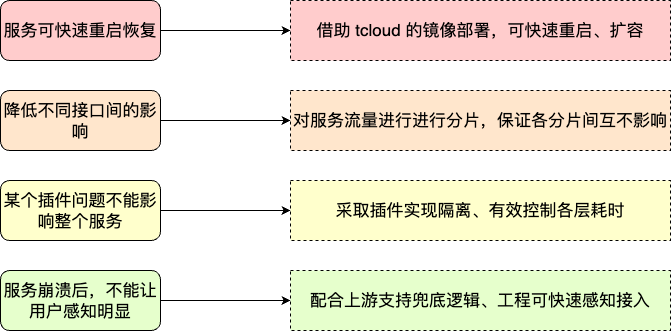 服务可快速重启恢复
借助 tcloud 的镜像部署，可快速重启、扩容
降低不同接口间的影
响
对服务流量进行进行分片，保证各分片间互不影响
某个插件问题不能影
响整个服务
采取插件实现隔离、有效控制各层耗时
服务崩溃后，不能让
用户感知明显
配合上游支持兜底逻辑、工程可快速感知接入